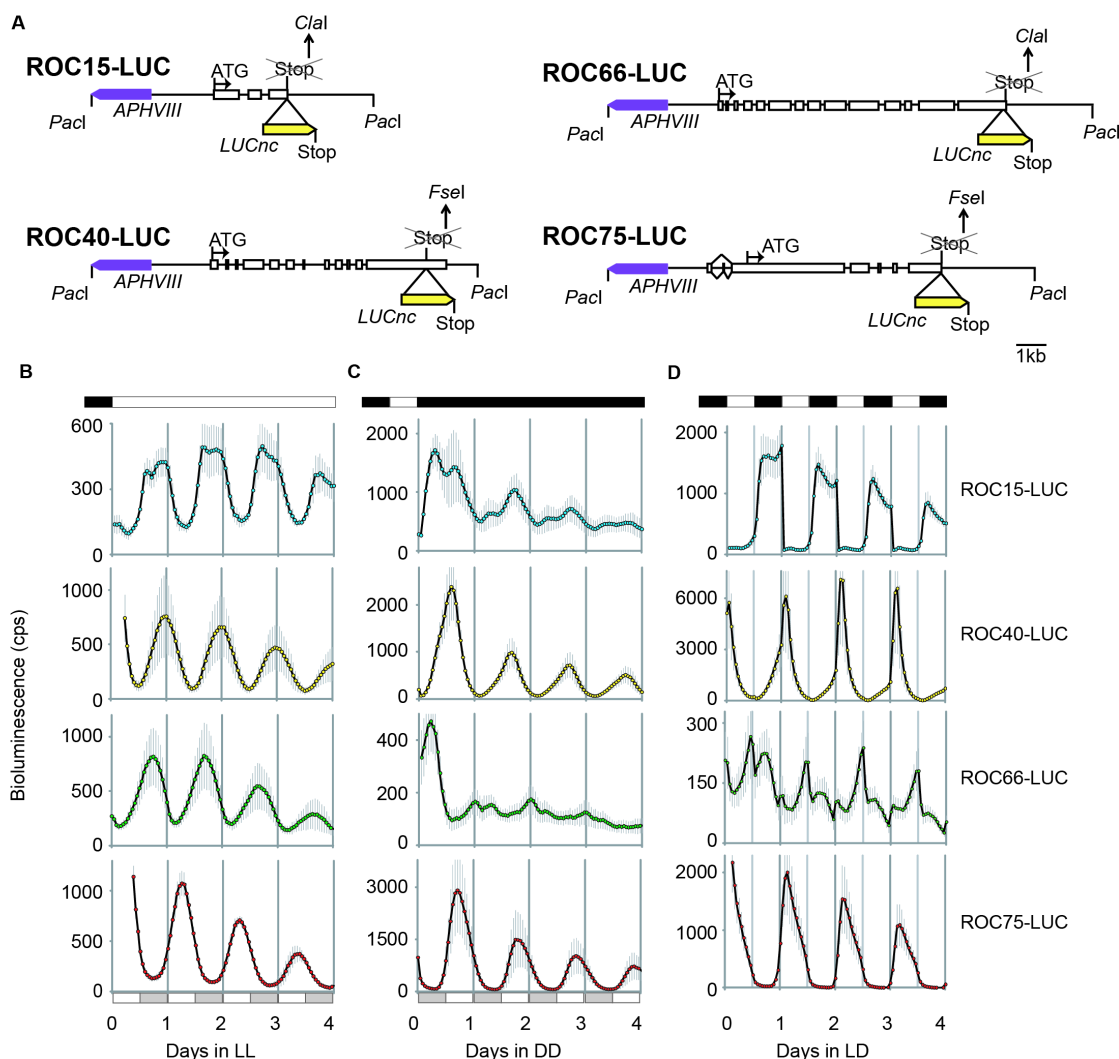 A
ROC15-LUC
ATG
Stop
ClaI
PacI
APHVIII
LUCnc
Stop
PacI
ROC66-LUC
ATG
Stop
ClaI
PacI
APHVIII
LUCnc
Stop
PacI
ROC40-LUC
ATG
Stop
FseI
PacI
APHVIII
LUCnc
Stop
PacI
ROC75-LUC
ATG
Stop
FseI
PacI
APHVIII
LUCnc
Stop
PacI
1kb
B
C
D
Bioluminescence (cps)
600
300
0
2000
1000
0
2000
1000
0
ROC15-LUC
1000
500
0
2000
1000
0
6000
3000
0
ROC40-LUC
1000
500
0
400
200
0
300
150
0
ROC66-LUC
1000
500
0
3000
1500
0
2000
1000
0
ROC75-LUC
0 1 2 3 4
Days in LL
0 1 2 3 4
Days in DD
0 1 2 3 4
Days in LD